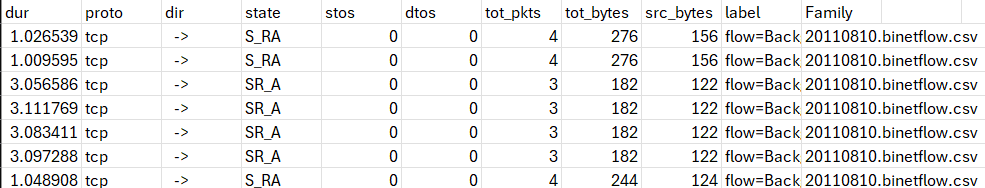 dur proto dir state stos dtos tot_pkts tot_bytes src_bytes label Family
1.026539 tcp -> S_RA 0 0 4 276 156 flow=Back 20110810.binetflow.csv
1.009595 tcp -> S_RA 0 0 4 276 156 flow=Back 20110810.binetflow.csv
3.056586 tcp -> SR_A 0 0 3 182 122 flow=Back 20110810.binetflow.csv
3.111769 tcp -> SR_A 0 0 3 182 122 flow=Back 20110810.binetflow.csv
3.083411 tcp -> SR_A 0 0 3 182 122 flow=Back 20110810.binetflow.csv
3.097288 tcp -> SR_A 0 0 3 182 122 flow=Back 20110810.binetflow.csv
1.048908 tcp -> S_RA 0 0 4 244 124 flow=Back 20110810.binetflow.csv